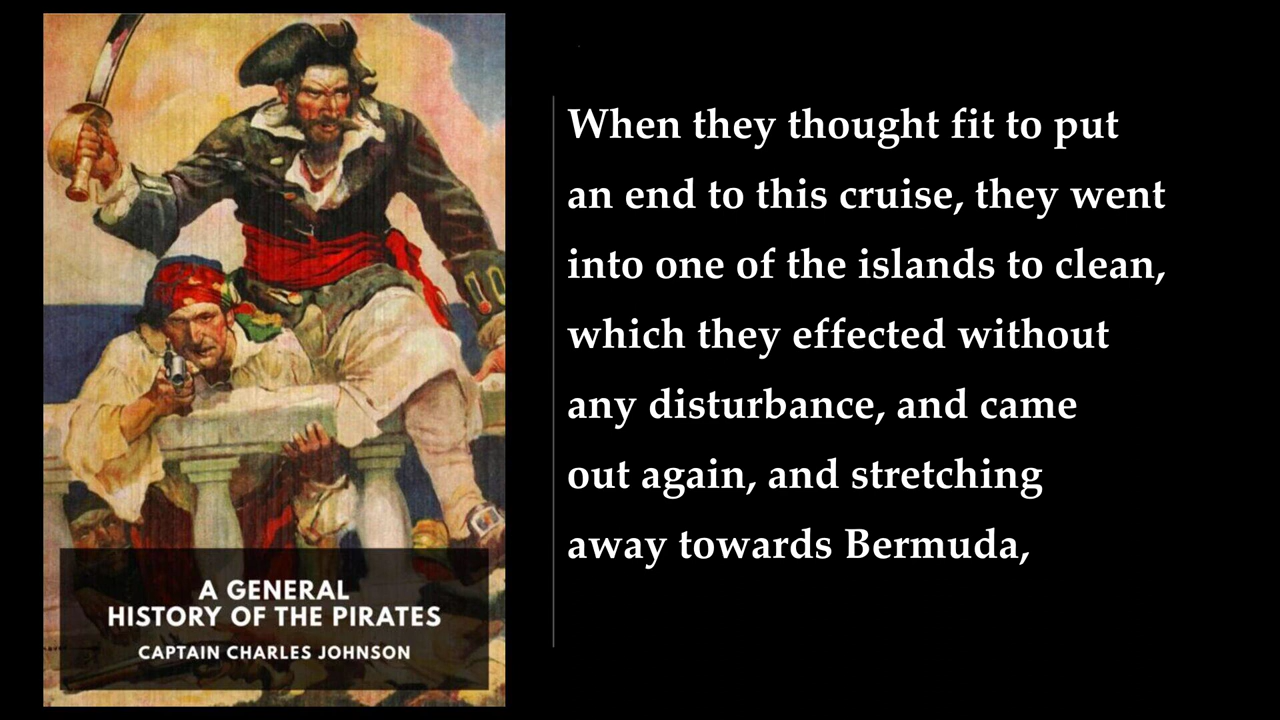 When they thought fit to put
an end to this cruise, they went
into one of the islands to clean,
which they effected without
any disturbance, and came
out again, and stretching
away towards Bermuda,
A GENERAL
HISTORY OF THE PIRATES
CAPTAIN CHARLES JOHNSON